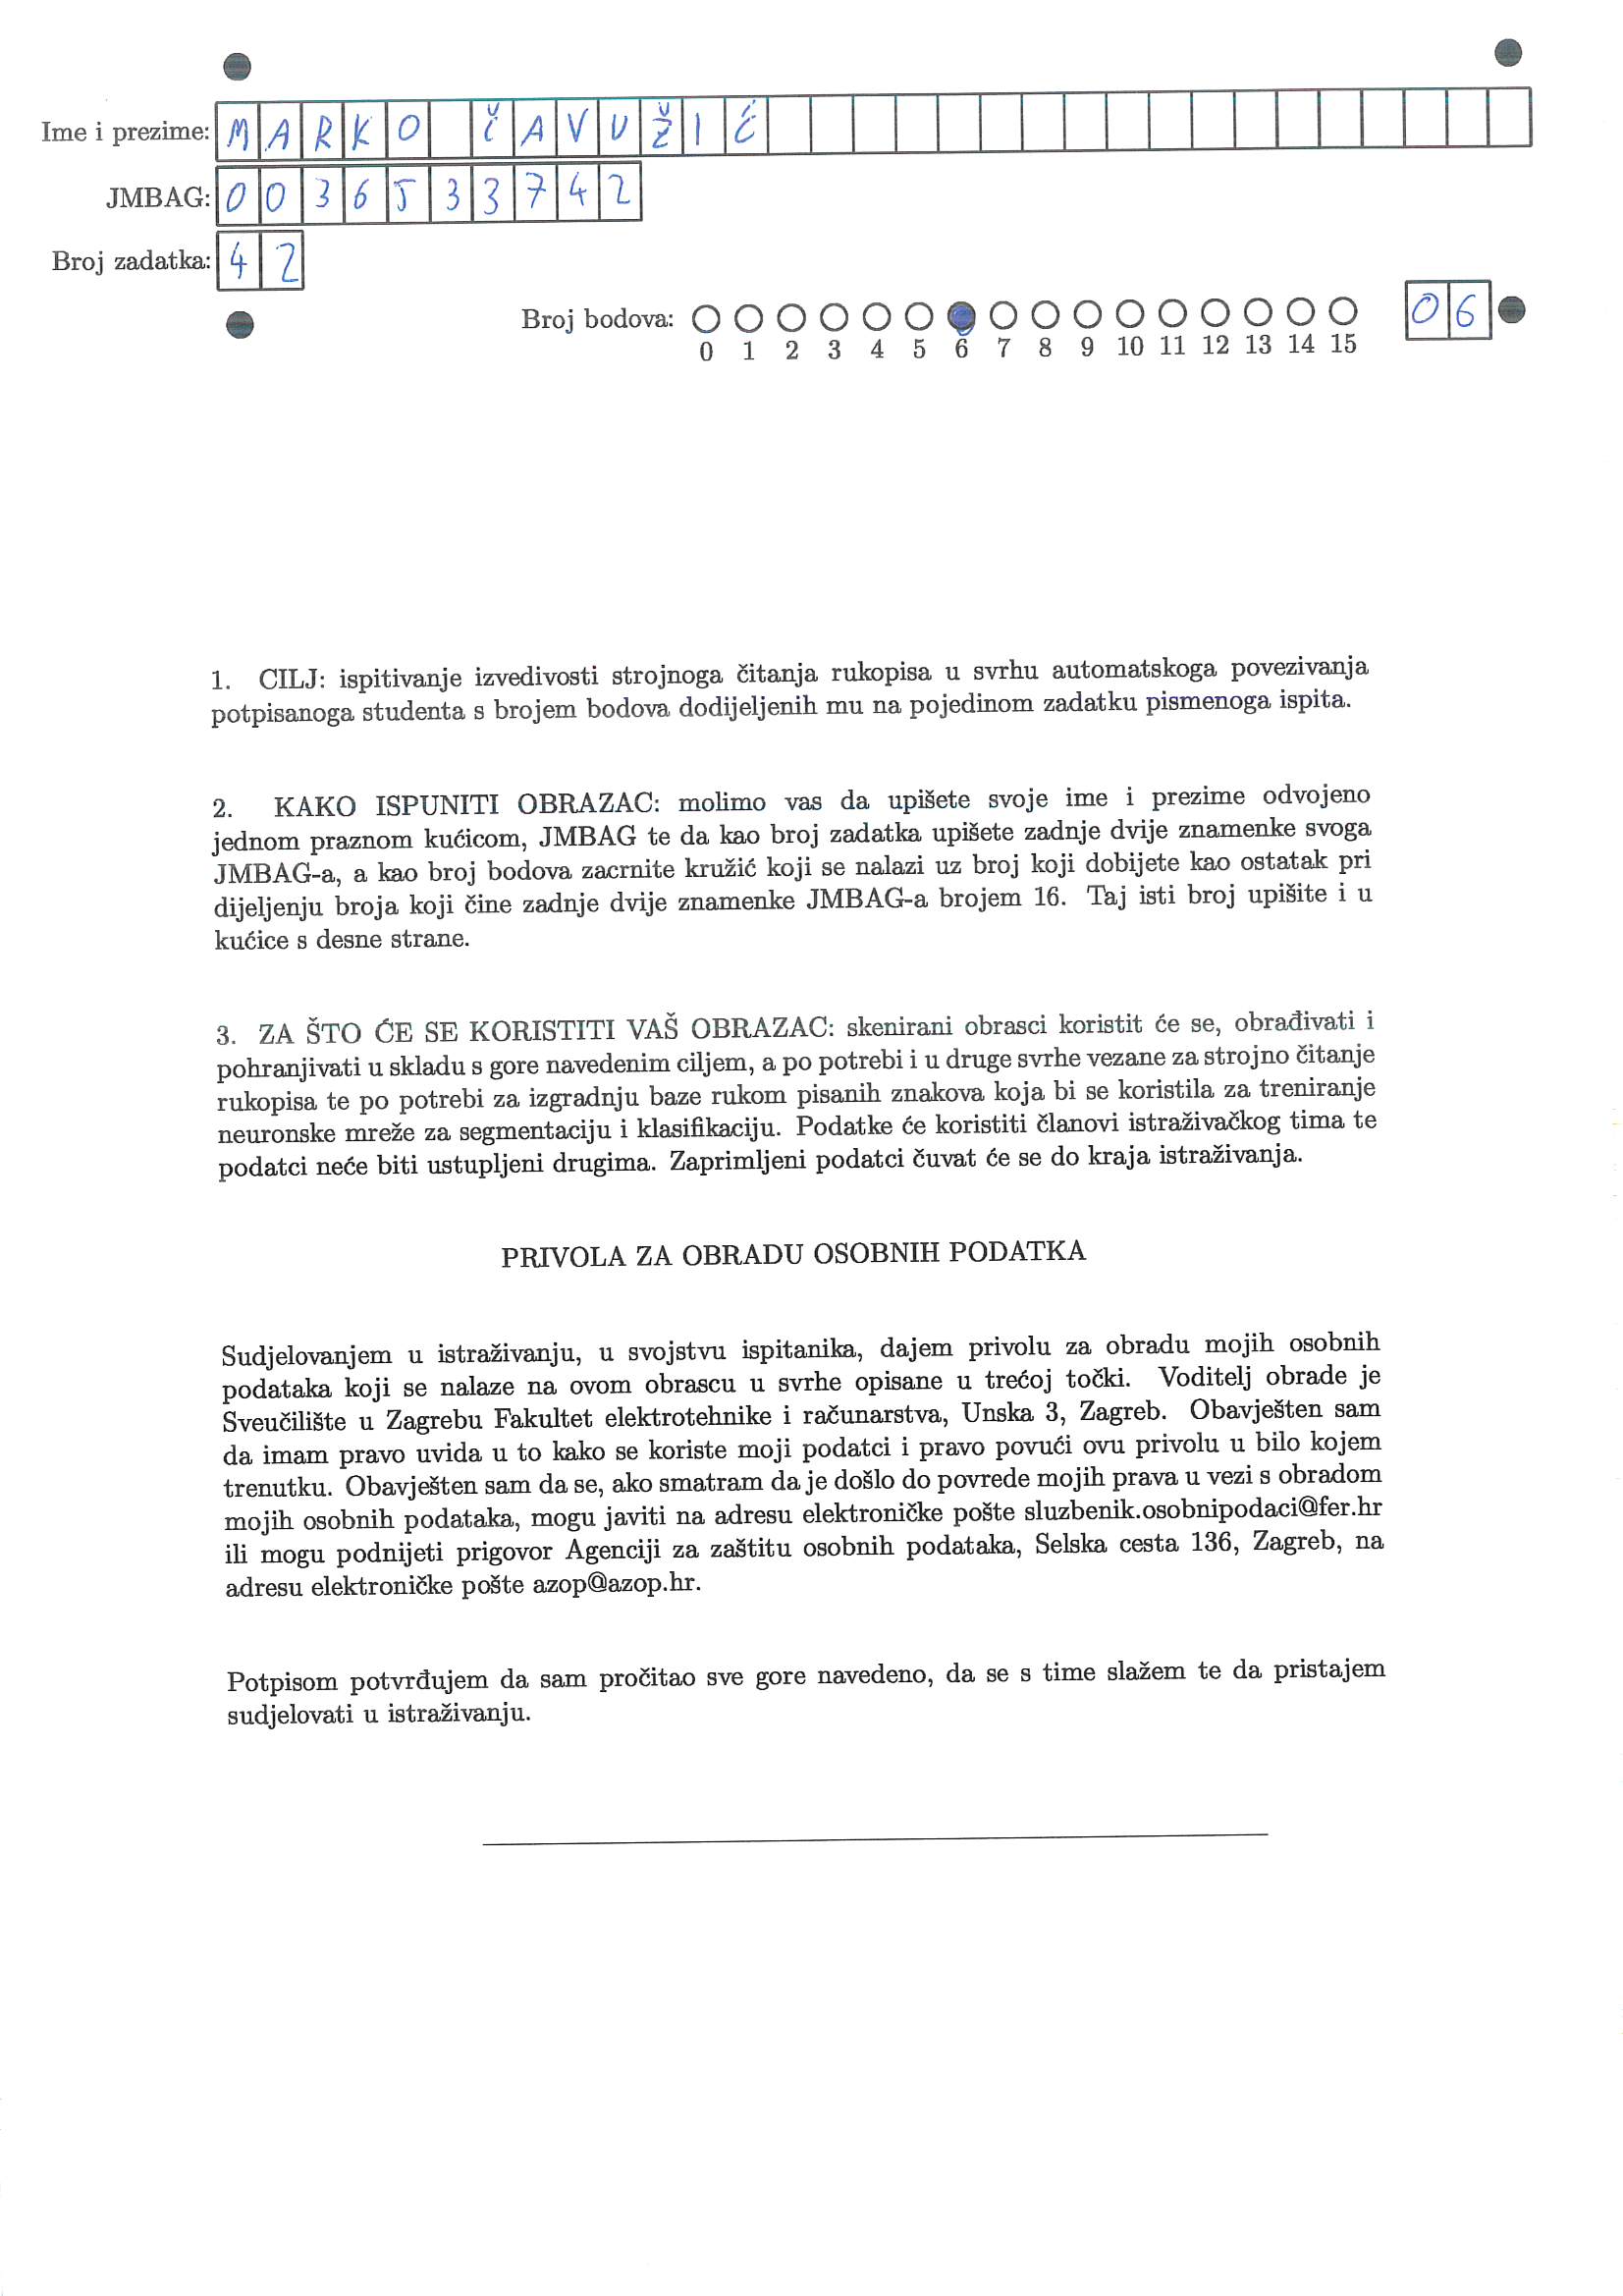 Ime i prezime: MARKO ČAVUŽIĆ
JMBAG: 0036533742
Broj zadatka: 42
Broj bodova: 06
0 1 2 3 4 5 6 7 8 9 10 11 12 13 14 15
1. CILJ: ispitivanje izvedivosti strojnoga čitanja rukopisa u svrhu automatskoga povezivanja
potpisanoga studenta s brojem bodova dodijeljenih mu na pojedinom zadatku pismenoga ispita.
2. KAKO ISPUNITI OBRAZAC: molimo vas da upišete svoje ime i prezime odvojeno
jednom praznom kućicom, JMBAG te da kao broj zadatka upišete zadnje dvije znamenke svoga
JMBAG-a, a kao broj bodova zacrnite kružić koji se nalazi uz broj koji dobijete kao ostatak pri
dijeljenju broja koji čine zadnje dvije znamenke JMBAG-a brojem 16. Taj isti broj upišite i u
kućice s desne strane.
3. ZA ŠTO ĆE SE KORISTITI VAŠ OBRAZAC: skenirani obrasci koristit će se, obrađivati i
pohranjivati u skladu s gore navedenim ciljem, a po potrebi i u druge svrhe vezane za strojno čitanje
rukopisa te po potrebi za izgradnju baze rukom pisanih znakova koja bi se koristila za treniranje
neuronske mreže za segmentaciju i klasifikaciju. Podatke će koristiti članovi istraživačkog tima te
podatci neće biti ustupljeni drugima. Zaprimljeni podatci čuvat će se do kraja istraživanja.
PRIVOLA ZA OBRADU OSOBNIH PODATKA
Sudjelovanjem u istraživanju, u svojstvu ispitanika, dajem privolu za obradu mojih osobnih
podataka koji se nalaze na ovom obrascu u svrhe opisane u trećoj točki. Voditelj obrade je
Sveučilište u Zagrebu Fakultet elektrotehnike i računarstva, Unska 3, Zagreb. Obavješten sam
da imam pravo uvida u to kako se koriste moji podatci i pravo povući ovu privolu u bilo kojem
trenutku. Obavješten sam da se, ako smatram da je došlo do povrede mojih prava u vezi s obradom
mojih osobnih podataka, mogu javiti na adresu elektroničke pošte sluzbenik.osobnipodaci@fer.hr
ili mogu podnijeti prigovor Agenciji za zaštitu osobnih podataka, Selska cesta 136, Zagreb, na
adresu elektroničke pošte azop@azop.hr.
Potpisom potvrđujem da sam pročitao sve gore navedeno, da se s time slažem te da pristajem
sudjelovati u istraživanju.